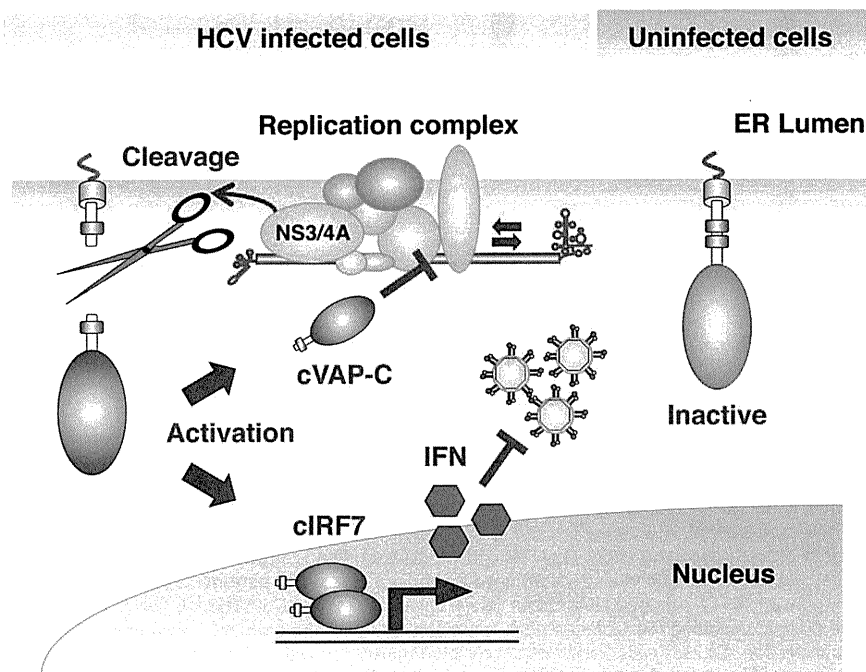 HCV infected cells
Uninfected cells
Replication complex
ER Lumen
Cleavage
NS3/4A
cVAP-C
Inactive
Activation
IFN
cIRF7
Nucleus